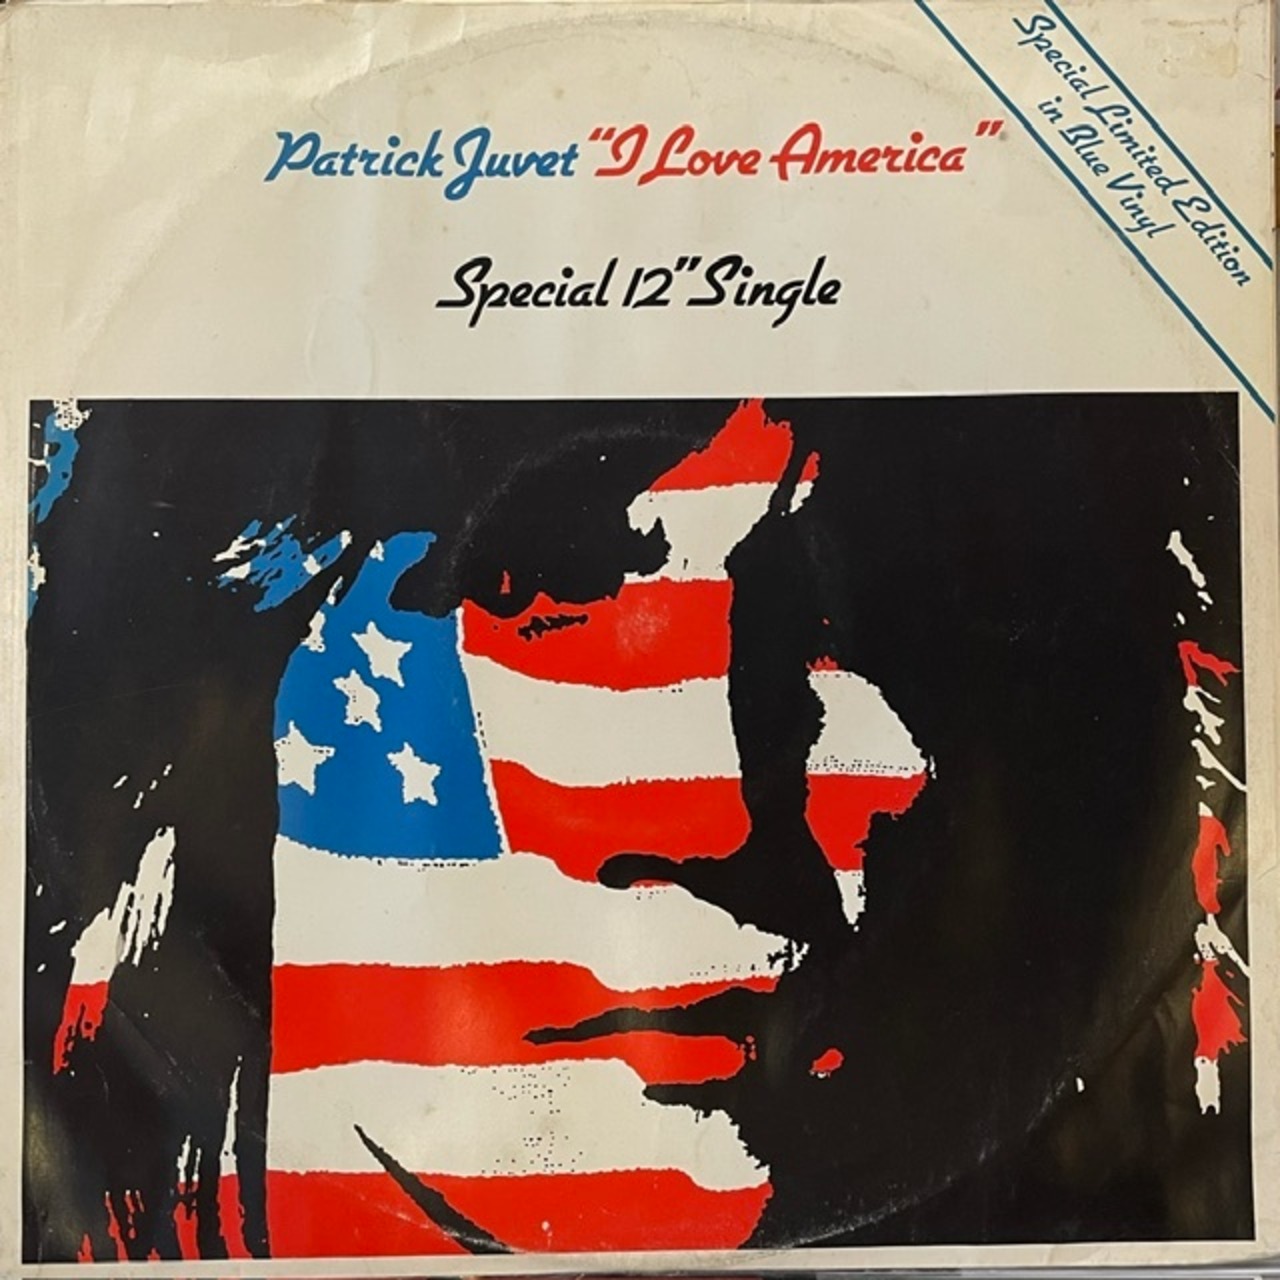 Patrick Juvet “I Love America”
Special 12” Single
Special Limited Edition
in Blue Vinyl